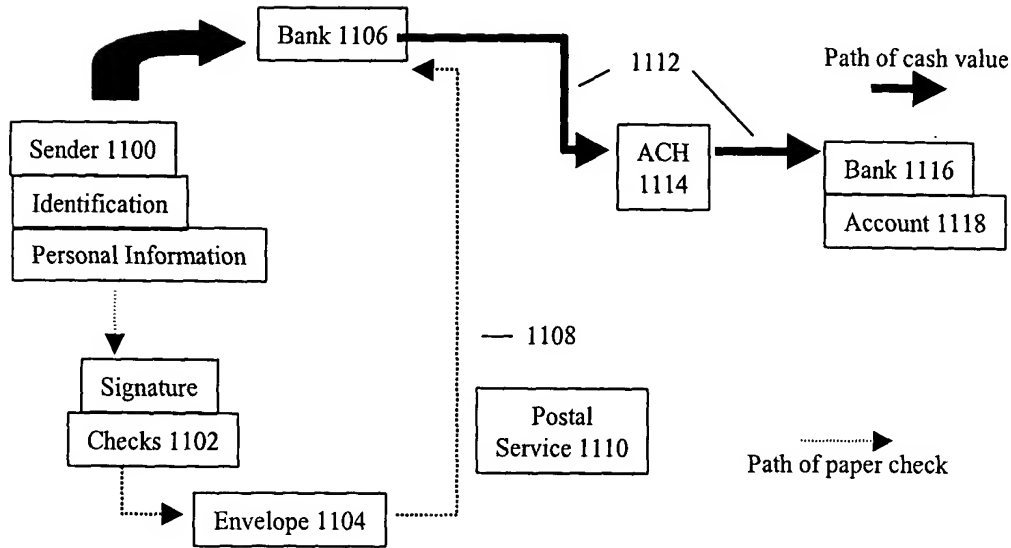 Bank 1106
1112
Path of cash value
Sender 1100
Identification
Personal Information
ACH
1114
Bank 1116
Account 1118
1108
Signature
Checks 1102
Postal
Service 1110
Path of paper check
Envelope 1104